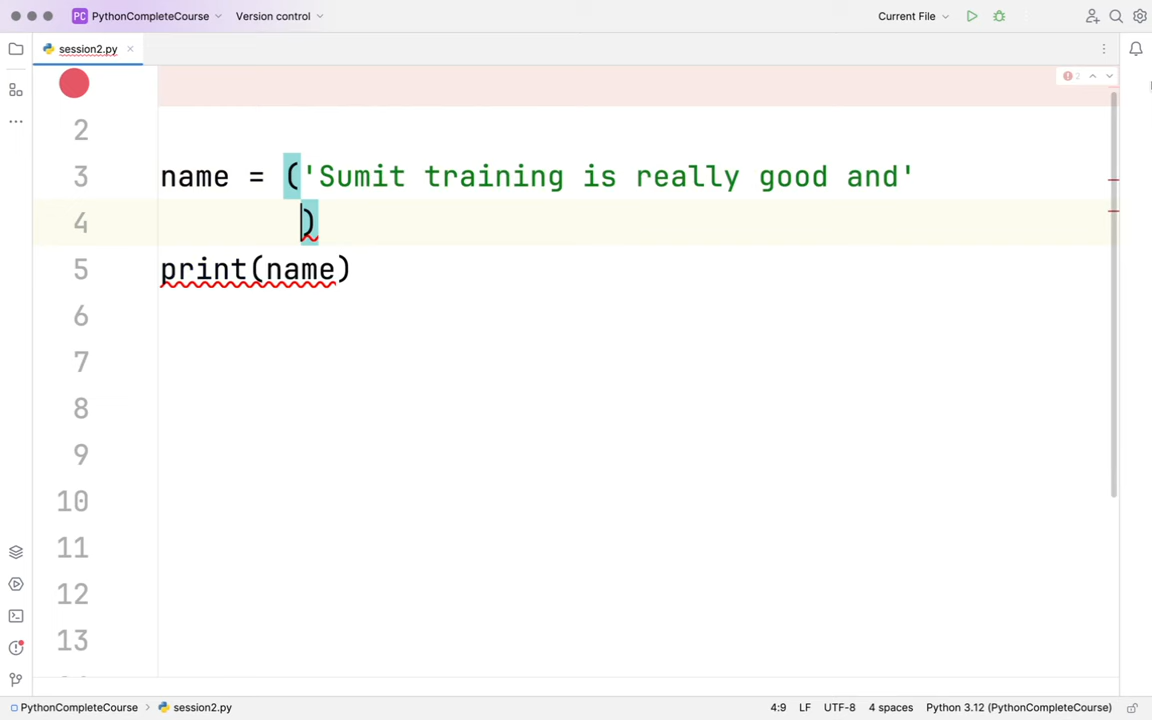 PC PythonCompleteCourse Version control Current File
session2.py
2
2
3 name = ('Sumit training is really good and'
4 )
5 print(name)
6
7
8
9
10
11
12
13
PythonCompleteCourse session2.py 4:9 LF UTF-8 4 spaces Python 3.12 (PythonCompleteCourse)